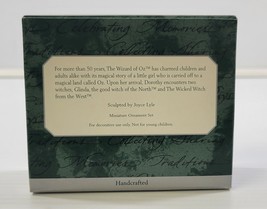 For more than 50 years, The Wizard of Oz™ has charmed children and
adults alike with its magical story of a little girl who is carried off to a
magical land called Oz. Upon her arrival, Dorothy encounters two
witches, Glinda, the good witch of the North™ and The Wicked Witch
from the West™.
Sculpted by Joyce Lyle
Miniature Ornament Set
For decorative use only. Not for young children.
Handcrafted